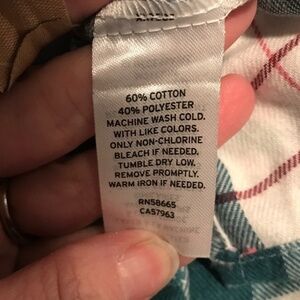 60% COTTON
40% POLYESTER
MACHINE WASH COLD.
WITH LIKE COLORS.
ONLY NON-CHLORINE
BLEACH IF NEEDED.
TUMBLE DRY LOW.
REMOVE PROMPTLY.
WARM IRON IF NEEDED.
RN58665
CA57963